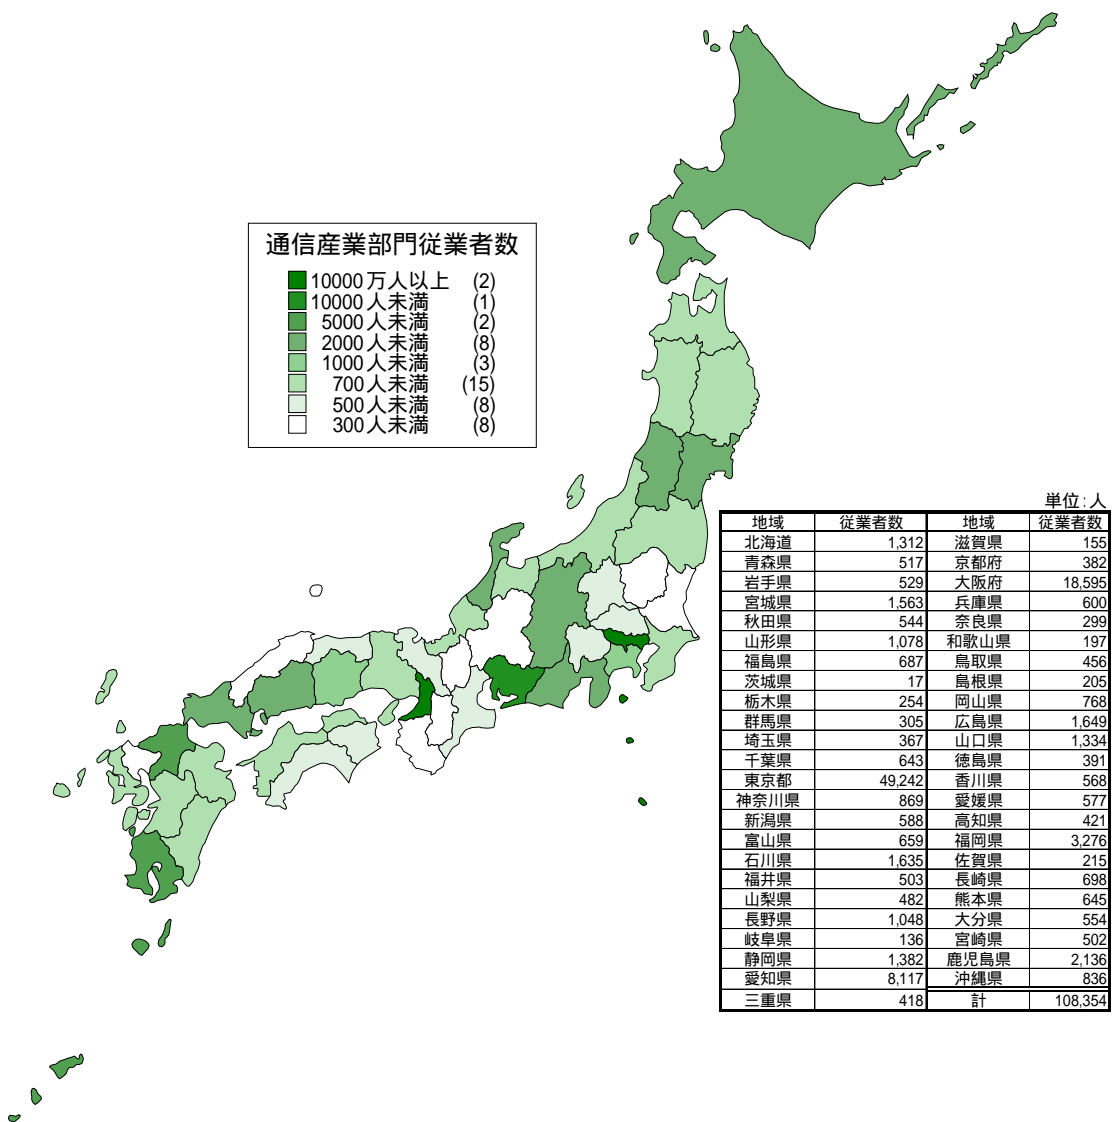 通信産業部門従業者数
10000万人以上 (2)
10000人未満 (1)
5000人未満 (2)
2000人未満 (8)
1000人未満 (3)
700人未満 (15)
500人未満 (8)
300人未満 (8)
単位:人
地域 従業者数 地域 従業者数
北海道 1,312 滋賀県 155
青森県 517 京都府 382
岩手県 529 大阪府 18,595
宮城県 1,563 兵庫県 600
秋田県 544 奈良県 299
山形県 1,078 和歌山県 197
福島県 687 鳥取県 456
茨城県 17 島根県 205
栃木県 254 岡山県 768
群馬県 305 広島県 1,649
埼玉県 367 山口県 1,334
千葉県 643 徳島県 391
東京都 49,242 香川県 568
神奈川県 869 愛媛県 577
新潟県 588 高知県 421
富山県 659 福岡県 3,276
石川県 1,635 佐賀県 215
福井県 503 長崎県 698
山梨県 482 熊本県 645
長野県 1,048 大分県 554
岐阜県 136 宮崎県 502
静岡県 1,382 鹿児島県 2,136
愛知県 8,117 沖縄県 836
三重県 418 計 108,354